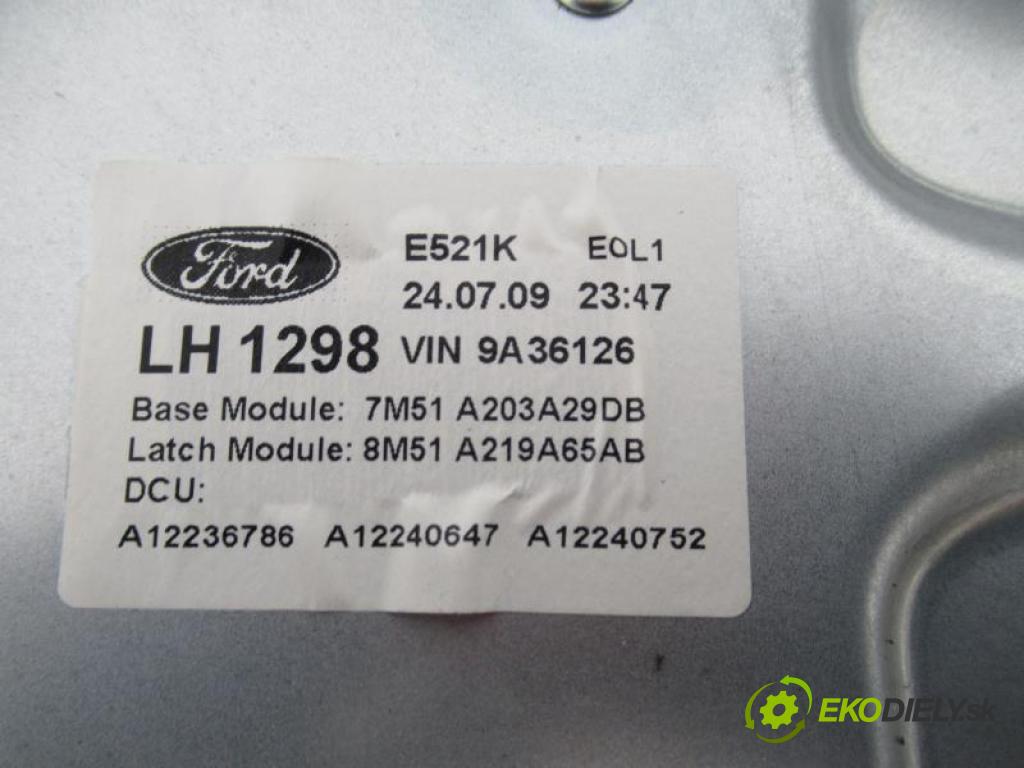 Ford
E521K EOL1
24.07.09 23:47
LH 1298 VIN 9A36126
Base Module: 7M51 A203A29DB
Latch Module: 8M51 A219A65AB
DCU:
A12236786 A12240647 A12240752
EKODIELY.sk